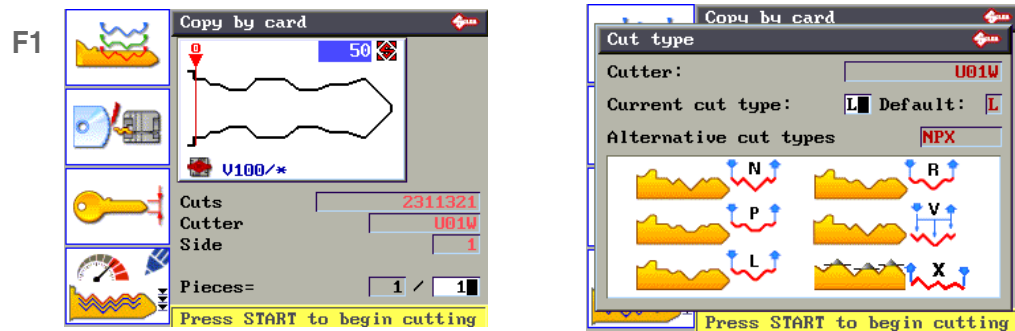 F1
Copy by card
0
50
V100/*
Cuts 2311321
Cutter U01W
Side 1
Pieces= 1 / 1
Press START to begin cutting
Copy by card
Cut type
Cutter: U01W
Current cut type: L Default: L
Alternative cut types NPX
N R
P V
L X
Press START to begin cutting